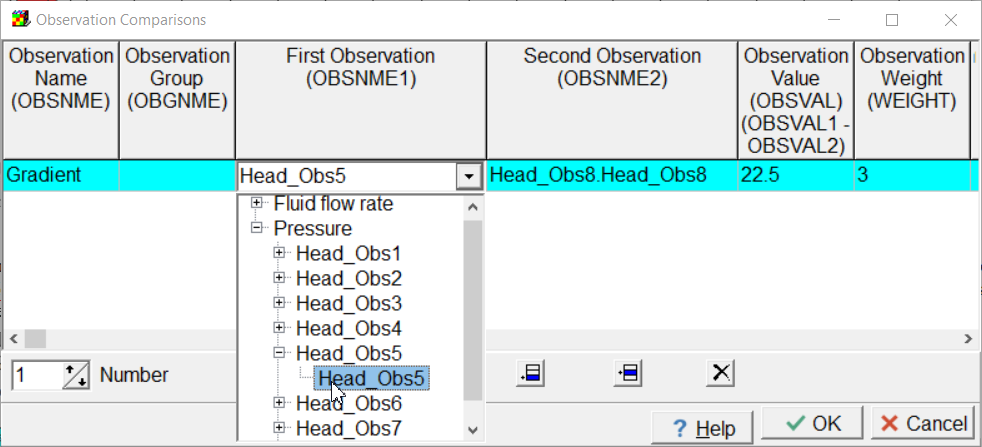 Observation Comparisons
Observation Name (OBSNME)
Observation Group (OBGNME)
First Observation (OBSNME1)
Second Observation (OBSNME2)
Observation Value (OBSVAL) (OBSVAL1 - OBSVAL2)
Observation Weight (WEIGHT)
Gradient
Head_Obs5
Head_Obs8.Head_Obs8
22.5
3
Fluid flow rate
Pressure
Head_Obs1
Head_Obs2
Head_Obs3
Head_Obs4
Head_Obs5
Head_Obs5
Head_Obs6
Head_Obs7
1
Number
? Help
OK
Cancel